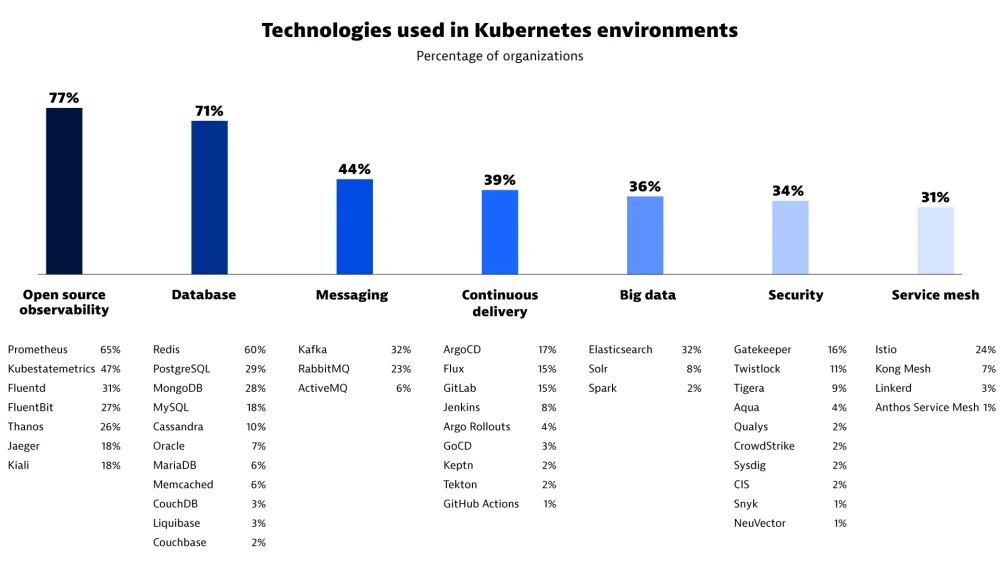 Technologies used in Kubernetes environments
Percentage of organizations
77%
71%
44%
39%
36%
34%
31%
Open source
observability
Database
Messaging
Continuous
delivery
Big data
Security
Service mesh
Prometheus 65%
Kubestatemetrics 47%
Fluentd 31%
FluentBit 27%
Thanos 26%
Jaeger 18%
Kiali 18%
Redis 60%
PostgreSQL 29%
MongoDB 28%
MySQL 18%
Cassandra 10%
Oracle 7%
MariaDB 6%
Memcached 6%
CouchDB 3%
Liquibase 3%
Couchbase 2%
Kafka 32%
RabbitMQ 23%
ActiveMQ 6%
ArgoCD 17%
Flux 15%
GitLab 15%
Jenkins 8%
Argo Rollouts 4%
GoCD 3%
Keptn 2%
Tekton 2%
GitHub Actions 1%
Elasticsearch 32%
Solr 8%
Spark 2%
Gatekeeper 16%
Twistlock 11%
Tigera 9%
Aqua 4%
Qualys 2%
CrowdStrike 2%
Sysdig 2%
CIS 2%
Snyk 1%
NeuVector 1%
Istio 24%
Kong Mesh 7%
Linkerd 3%
Anthos Service Mesh 1%